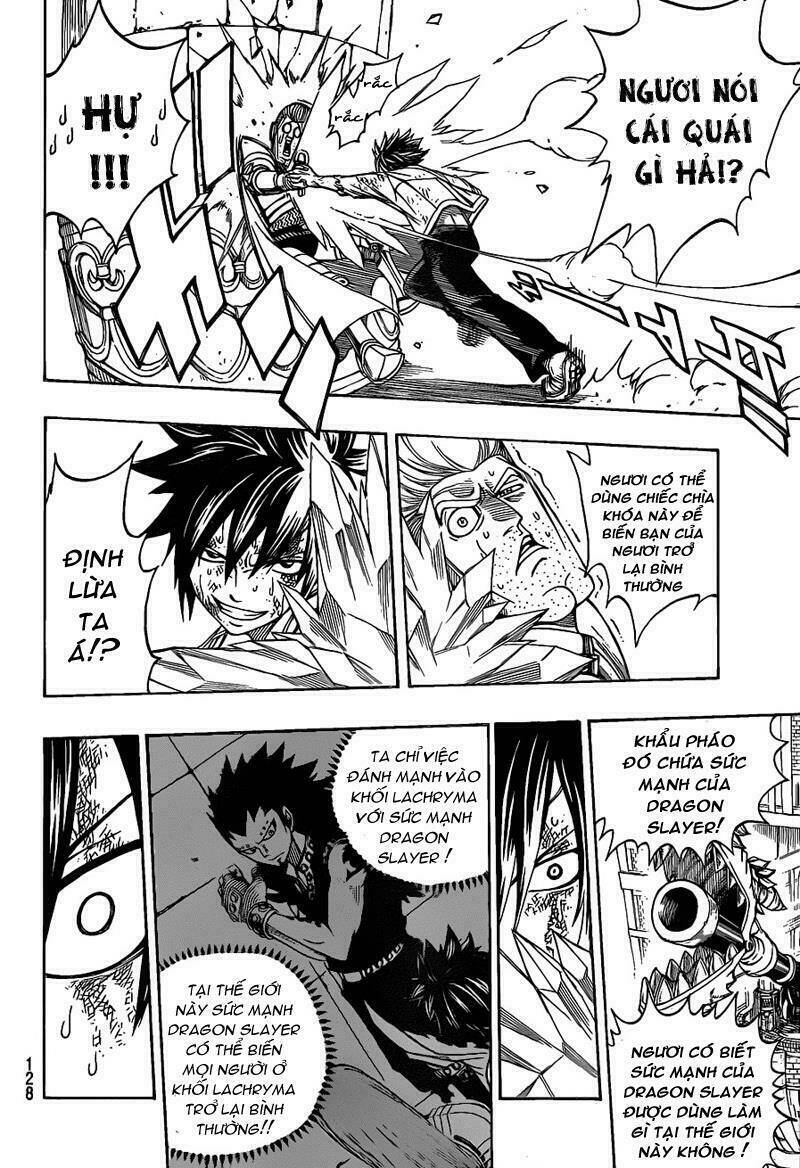 NGƯƠI NÓI
CÁI QUÁI
GÌ HẢ!?
rắc
rắc
rắc
HỰ
!!!
NGƯƠI CÓ THỂ
DÙNG CHIẾC CHÌA
KHÓA NÀY ĐỂ
BIẾN BẠN CỦA
NGƯƠI TRỞ
LẠI BÌNH
THƯỜNG
ĐỊNH
LỪA
TA
Á!?
KHẨU PHÁO
ĐÓ CHỨA SỨC
MẠNH CỦA
DRAGON
SLAYER!
NGƯƠI CÓ BIẾT
SỨC MẠNH CỦA
DRAGON SLAYER
ĐƯỢC DÙNG LÀM
GÌ TẠI THẾ GIỚI
NÀY KHÔNG!
TA CHỈ VIỆC
ĐÁNH MẠNH VÀO
KHỐI LACHRYMA
VỚI SỨC MẠNH
DRAGON
SLAYER!
TẠI THẾ GIỚI
NÀY SỨC MẠNH
DRAGON SLAYER
CÓ THỂ BIẾN
MỌI NGƯỜI Ở
KHỐI LACHRYMA
TRỞ LẠI BÌNH
THƯỜNG!!
128